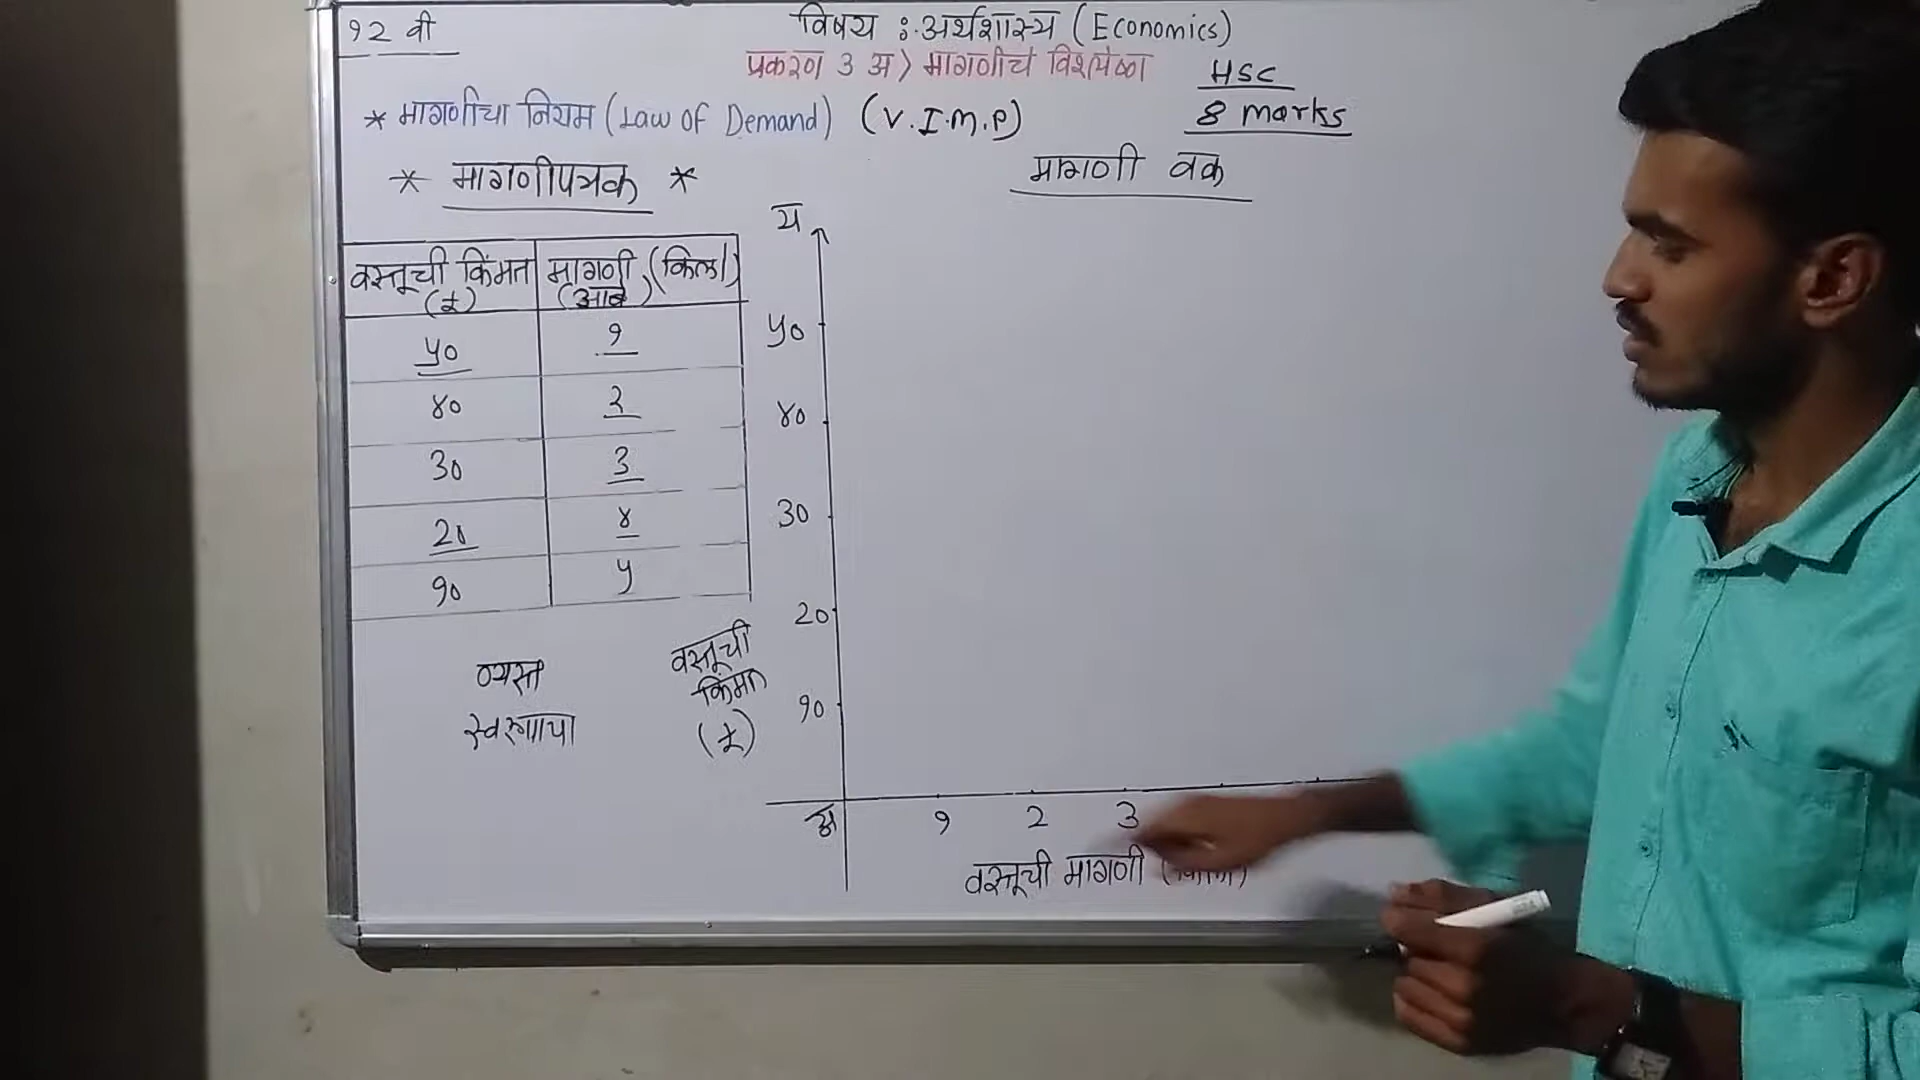 १२ वी
विषय : अर्थशास्त्र (Economics)
प्रकरण ३ अ) मागणीचे विश्लेषण
HSC
8 marks
* मागणीचा नियम (Law of Demand) (V.I.M.P)
* मागणीपत्रक *
मागणी वक्र
वस्तूची किंमत (₹) मागणी (किलो) (आंबे)
५० १
४० २
३० ३
२० ४
१० ५
व्यस्त
स्वरूपाचा
य
५०
४०
३०
२०
१०
वस्तूची
किंमत
(₹)
अ १ २ ३
वस्तूची मागणी